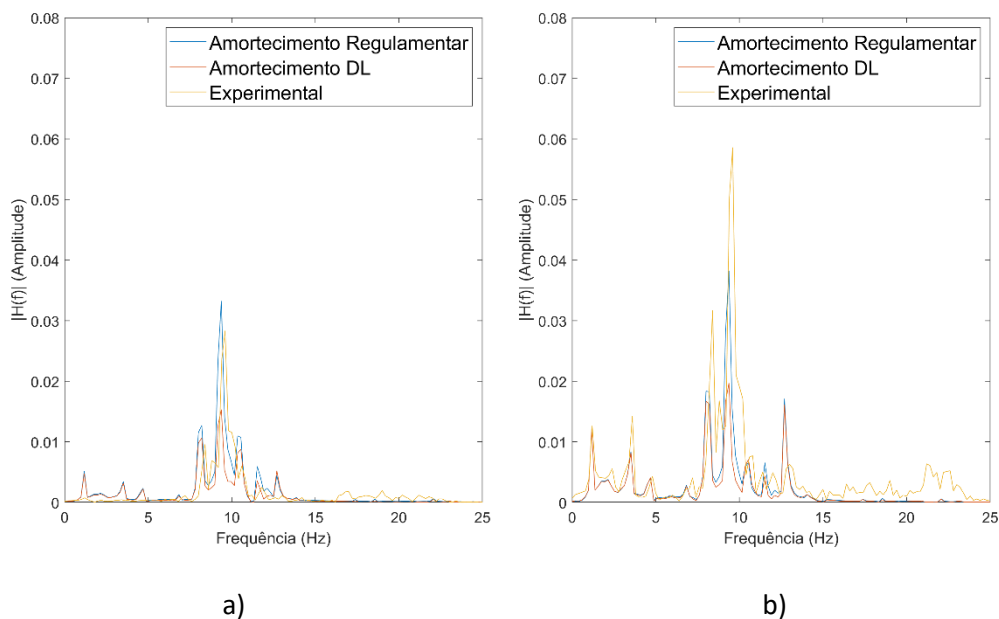 0.08
0.07
0.06
0.05
0.04
0.03
0.02
0.01
0
|H(f)| (Amplitude)
Amortecimento Regulamentar
Amortecimento DL
Experimental
0 5 10 15 20 25
Frequência (Hz)
a)
0.08
0.07
0.06
0.05
0.04
0.03
0.02
0.01
0
|H(f)| (Amplitude)
Amortecimento Regulamentar
Amortecimento DL
Experimental
0 5 10 15 20 25
Frequência (Hz)
b)